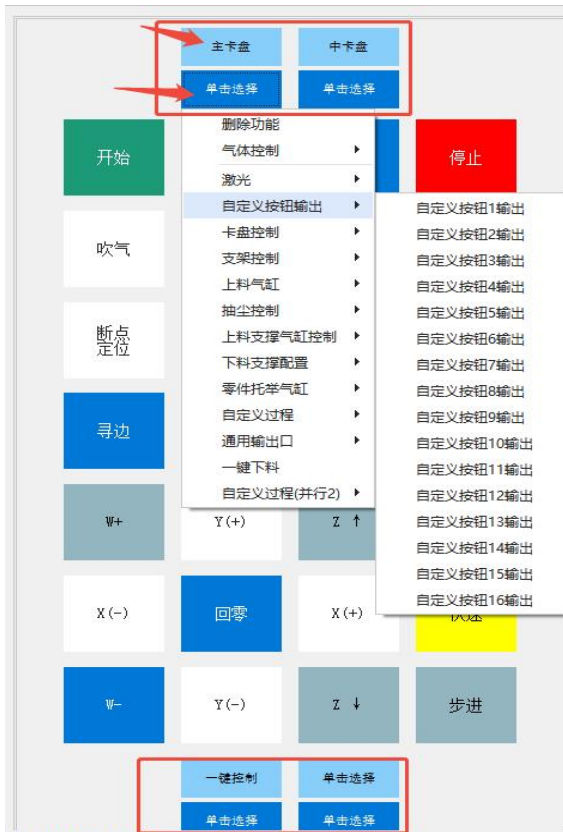 主卡盘 中卡盘
单击选择 单击选择
开始
停止
吹气
断点
定位
寻边
W+ Y(+) Z ↑
X(-) 回零 X(+)
W- Y(-) Z ↓ 步进
一键控制 单击选择
单击选择 单击选择
删除功能
气体控制
激光
自定义按钮输出
卡盘控制
支架控制
上料气缸
抽尘控制
上料支撑气缸控制
下料支撑配置
零件托举气缸
自定义过程
通用输出口
一键下料
自定义过程(并行2)
自定义按钮1输出
自定义按钮2输出
自定义按钮3输出
自定义按钮4输出
自定义按钮5输出
自定义按钮6输出
自定义按钮7输出
自定义按钮8输出
自定义按钮9输出
自定义按钮10输出
自定义按钮11输出
自定义按钮12输出
自定义按钮13输出
自定义按钮14输出
自定义按钮15输出
自定义按钮16输出